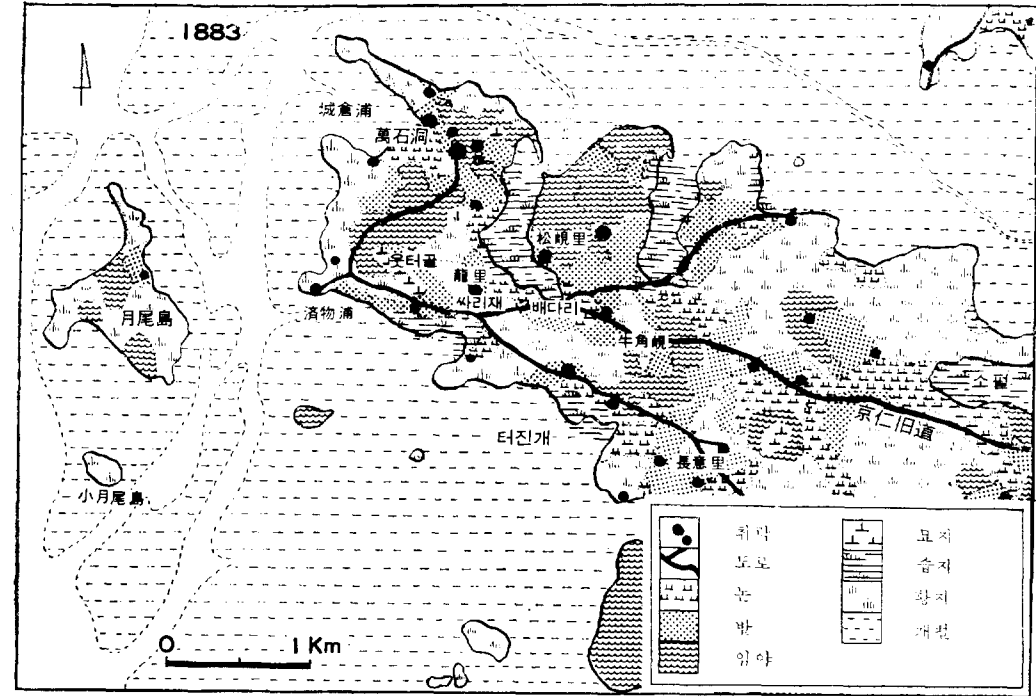 1883
城倉浦
萬石洞
松峴里
웃터골
龍里
싸리재
배다리
済物浦
牛角峴
月尾島
소펄
京仁旧道
터진개
長意里
小月尾島
취락
도로
논
밭
임야
묘지
습지
황지
개펄
0 1 Km